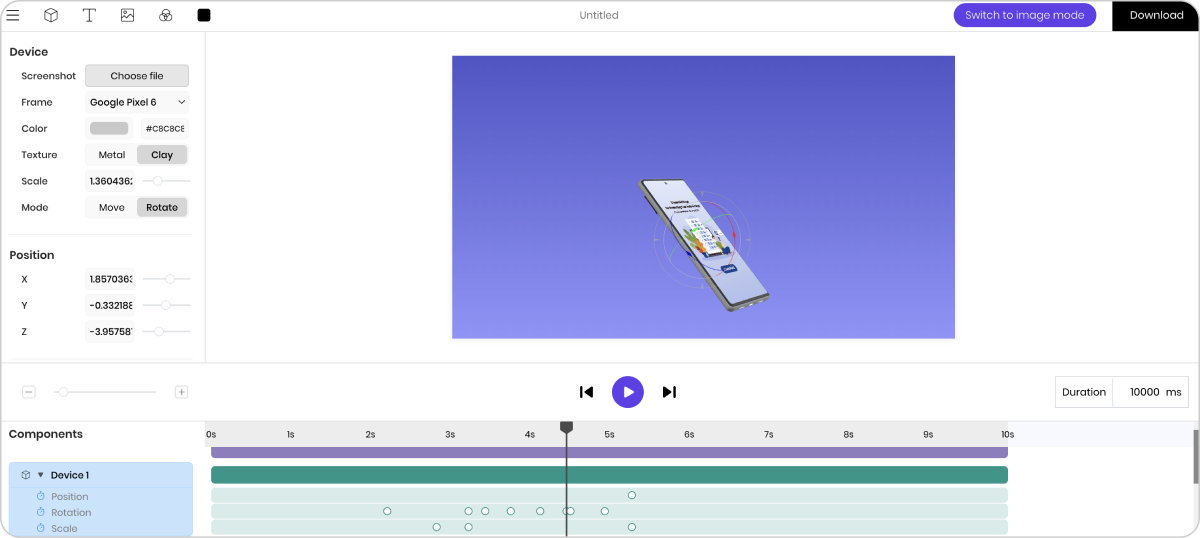 Untitled
Switch to image mode
Download
Device
Screenshot
Choose file
Frame
Google Pixel 6
Color
#C8C8C8
Texture
Metal
Clay
Scale
1.3604362
Mode
Move
Rotate
Position
X
1.8570363
Y
-0.332188
Z
-3.95758
Duration
10000 ms
Components
0s 1s 2s 3s 4s 5s 6s 7s 8s 9s 10s
Device 1
Position
Rotation
Scale